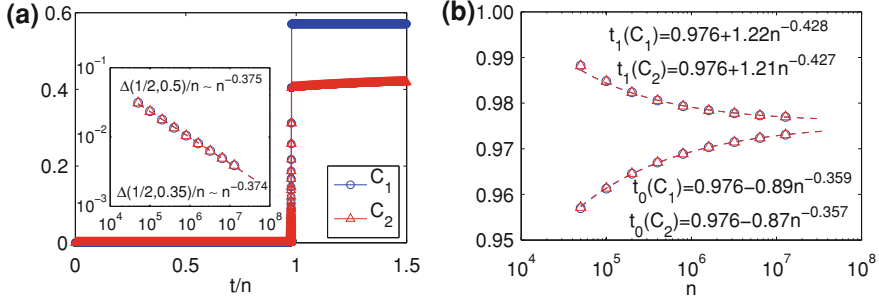 (a)
0.6
0.4
0.2
0
0 0.5 1 1.5
t/n
10^-1
10^-2
10^-3
10^4 10^5 10^6 10^7 10^8
Δ(1/2,0.5)/n ~ n^-0.375
Δ(1/2,0.35)/n ~ n^-0.374
C_1
C_2
(b)
1.00
0.99
0.98
0.97
0.96
0.95
10^4 10^5 10^6 10^7 10^8
n
t_1(C_1)=0.976+1.22n^-0.428
t_1(C_2)=0.976+1.21n^-0.427
t_0(C_1)=0.976−0.89n^-0.359
t_0(C_2)=0.976−0.87n^-0.357